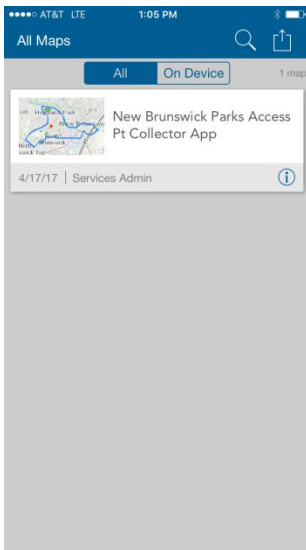 AT&T LTE 1:05 PM
All Maps
All On Device 1 map
New Brunswick Parks Access
Pt Collector App
4/17/17 | Services Admin